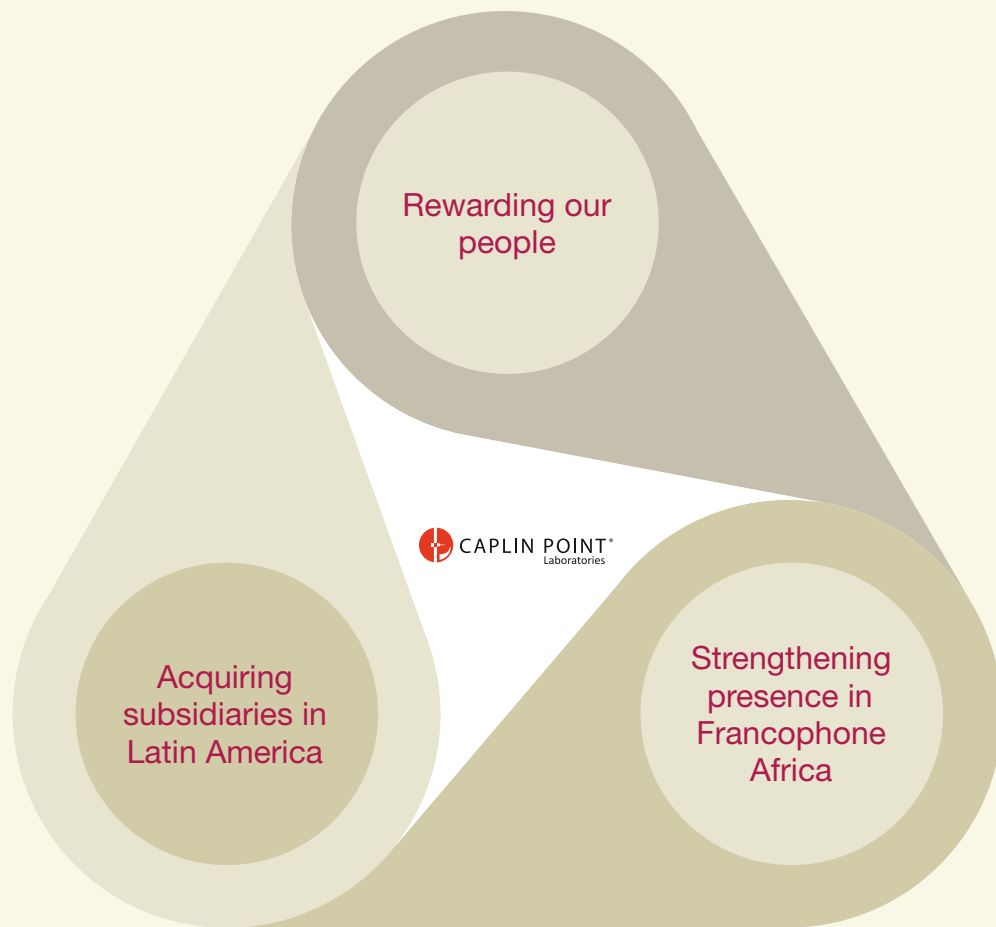 Rewarding our
people
CAPLIN POINT®
Laboratories
Acquiring
subsidiaries in
Latin America
Strengthening
presence in
Francophone
Africa